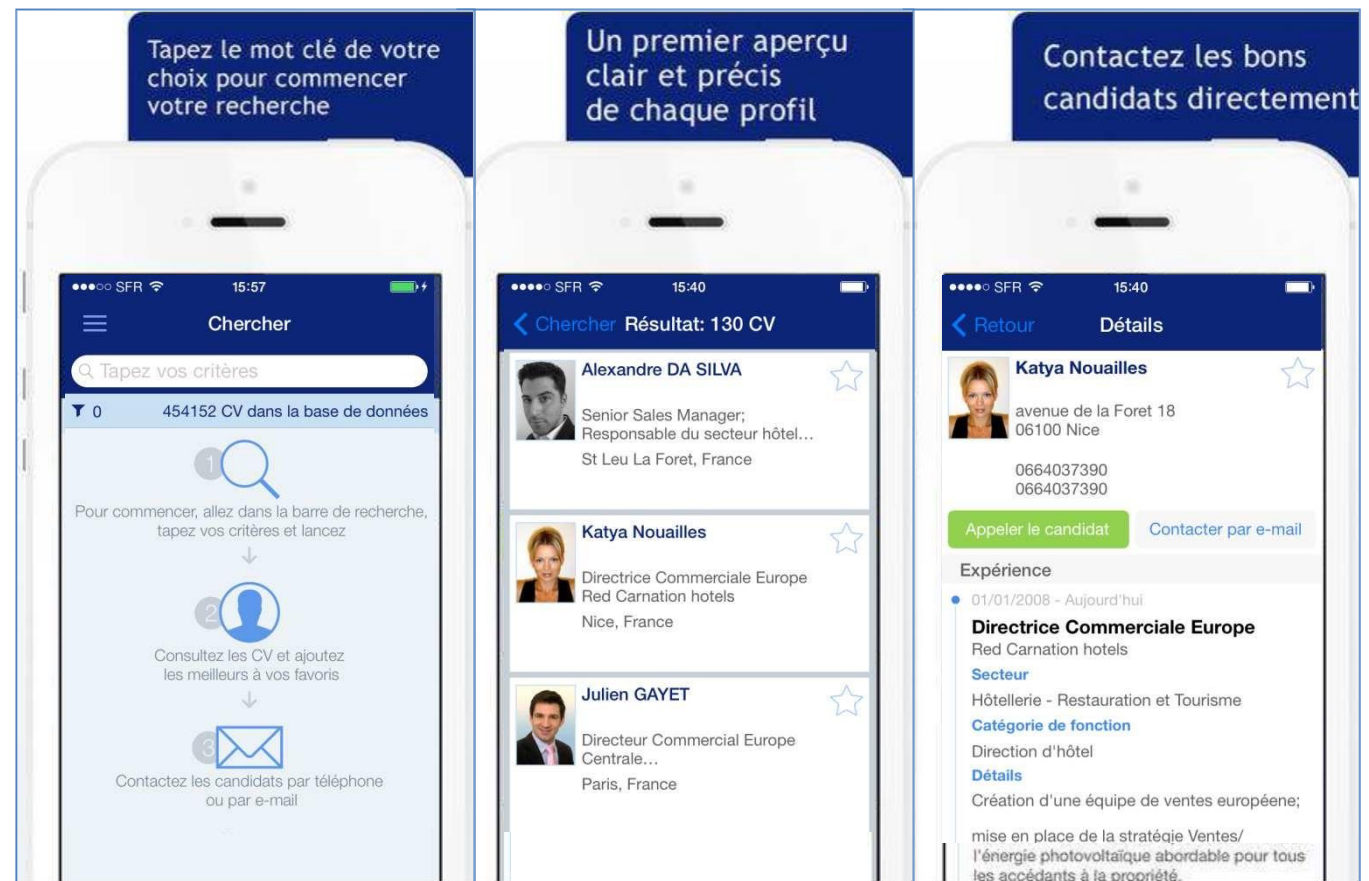 Tapez le mot clé de votre
choix pour commencer
votre recherche
SFR 15:57
Chercher
Tapez vos critères
0 454152 CV dans la base de données
1
Pour commencer, allez dans la barre de recherche,
tapez vos critères et lancez
2
Consultez les CV et ajoutez
les meilleurs à vos favoris
3
Contactez les candidats par téléphone
ou par e-mail
Un premier aperçu
clair et précis
de chaque profil
SFR 15:40
Chercher Résultat: 130 CV
Alexandre DA SILVA
Senior Sales Manager;
Responsable du secteur hôtel...
St Leu La Foret, France
Katya Nouailles
Directrice Commerciale Europe
Red Carnation hotels
Nice, France
Julien GAYET
Directeur Commercial Europe
Centrale...
Paris, France
Contactez les bons
candidats directement
SFR 15:40
Retour Détails
Katya Nouailles
avenue de la Foret 18
06100 Nice
0664037390
0664037390
Appeler le candidat Contacter par e-mail
Expérience
01/01/2008 - Aujourd'hui
Directrice Commerciale Europe
Red Carnation hotels
Secteur
Hôtellerie - Restauration et Tourisme
Catégorie de fonction
Direction d'hôtel
Détails
Création d'une équipe de ventes européene;
mise en place de la stratégie Ventes/
l'énergie photovoltaïque abordable pour tous
les accédants à la propriété.